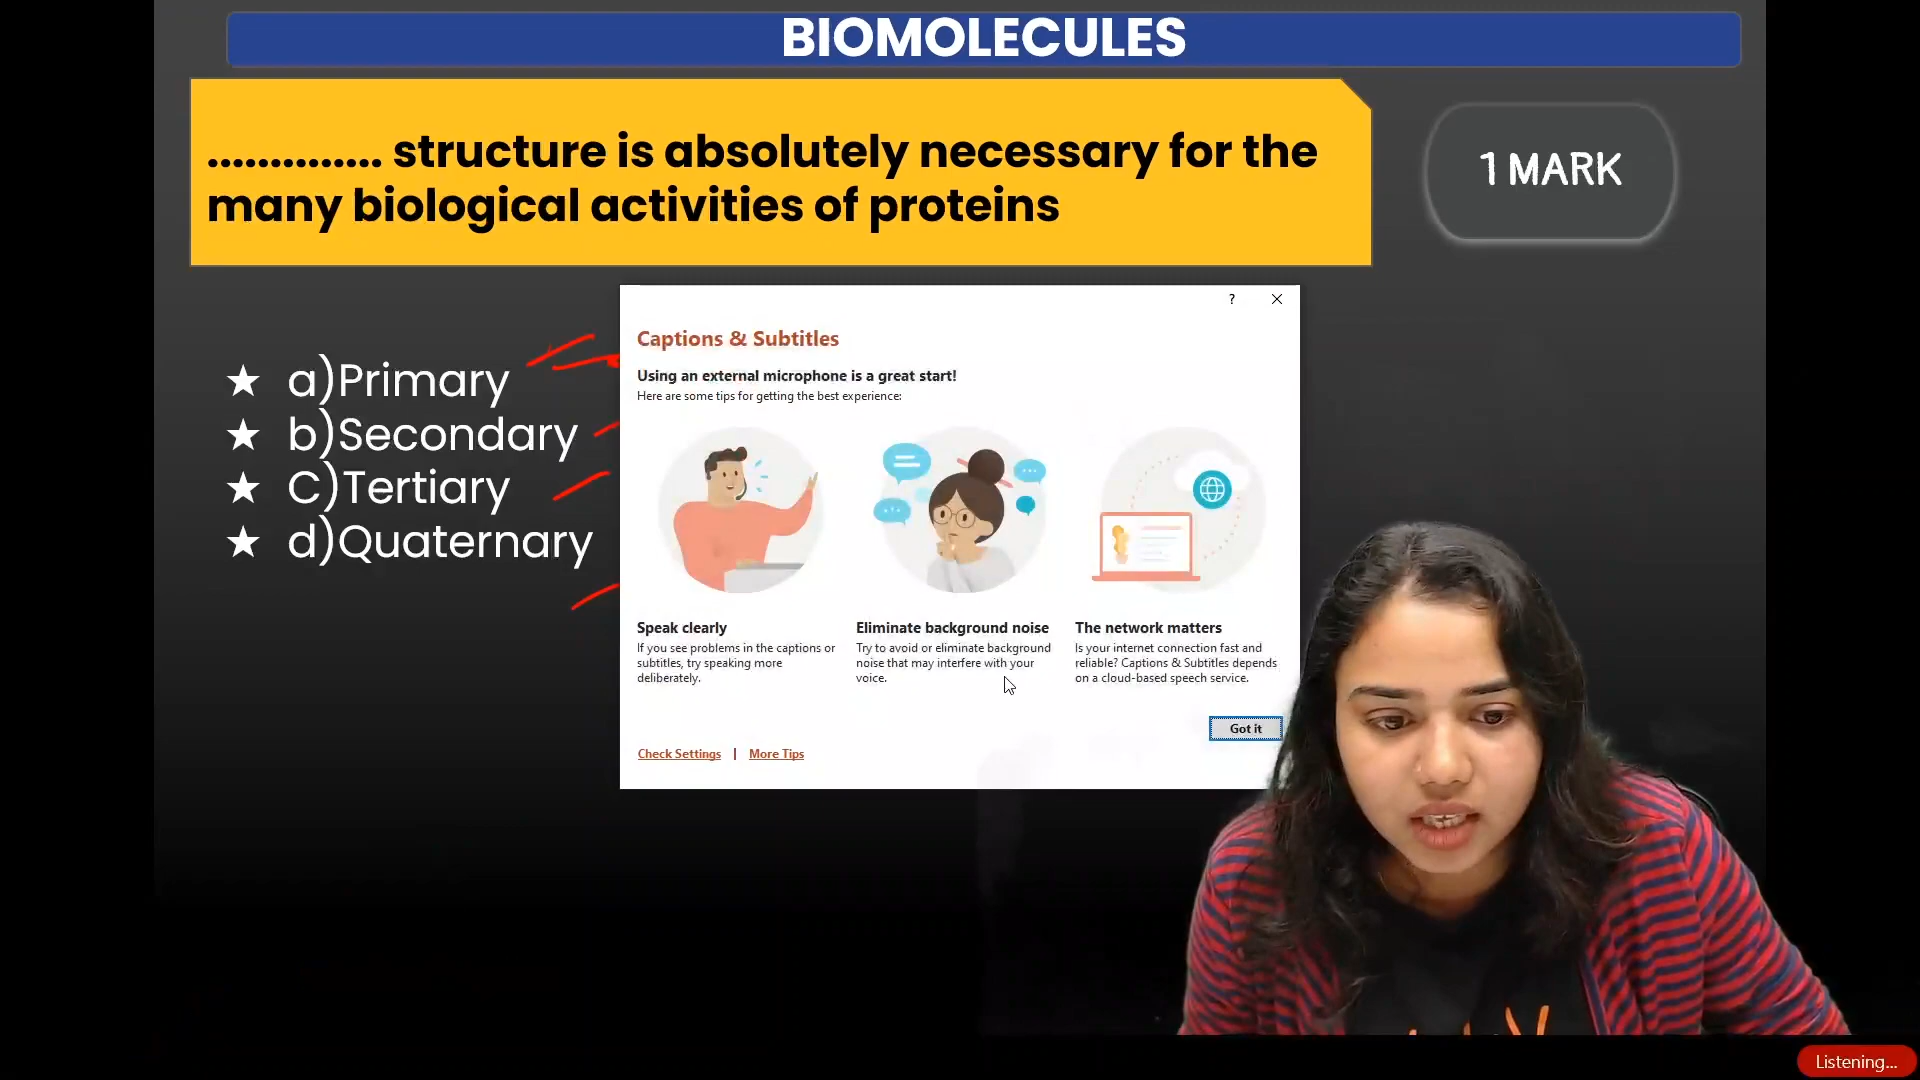 BIOMOLECULES
.............. structure is absolutely necessary for the
many biological activities of proteins
1 MARK
★ a)Primary
★ b)Secondary
★ C)Tertiary
★ d)Quaternary
?
Captions & Subtitles
Using an external microphone is a great start!
Here are some tips for getting the best experience:
Speak clearly
If you see problems in the captions or
subtitles, try speaking more
deliberately.
Eliminate background noise
Try to avoid or eliminate background
noise that may interfere with your
voice.
The network matters
Is your internet connection fast and
reliable? Captions & Subtitles depends
on a cloud-based speech service.
Got it
Check Settings | More Tips
Listening...